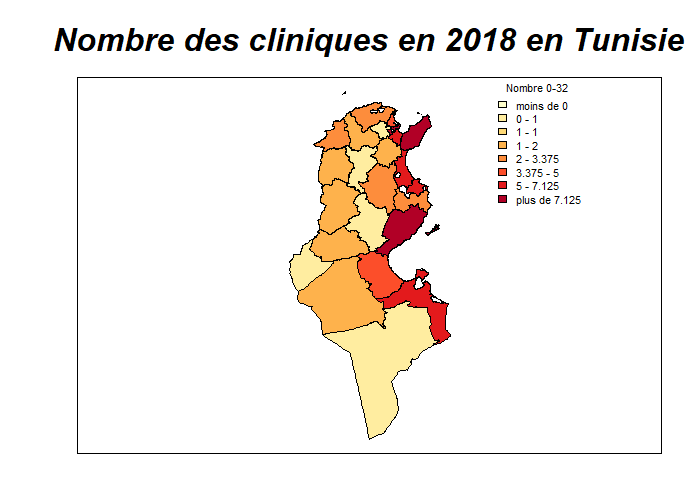 Nombre des cliniques en 2018 en Tunisie
Nombre 0-32
moins de 0
0 - 1
1 - 1
1 - 2
2 - 3.375
3.375 - 5
5 - 7.125
plus de 7.125